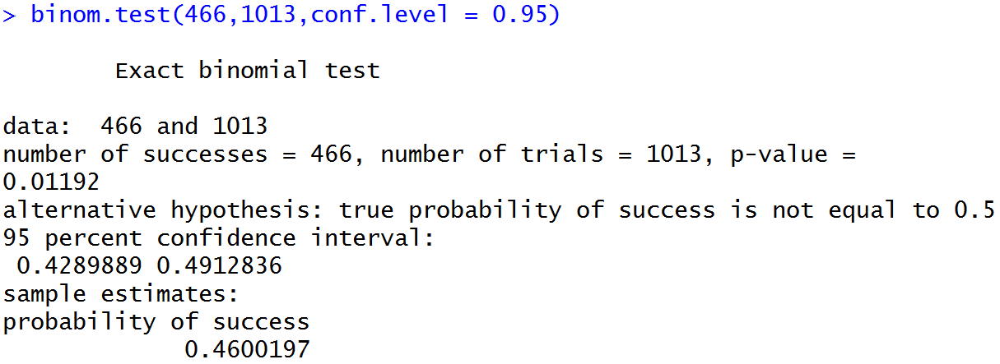 > binom.test(466,1013,conf.level = 0.95)
Exact binomial test
data:  466 and 1013
number of successes = 466, number of trials = 1013, p-value =
0.01192
alternative hypothesis: true probability of success is not equal to 0.5
95 percent confidence interval:
0.4289889 0.4912836
sample estimates:
probability of success
0.4600197